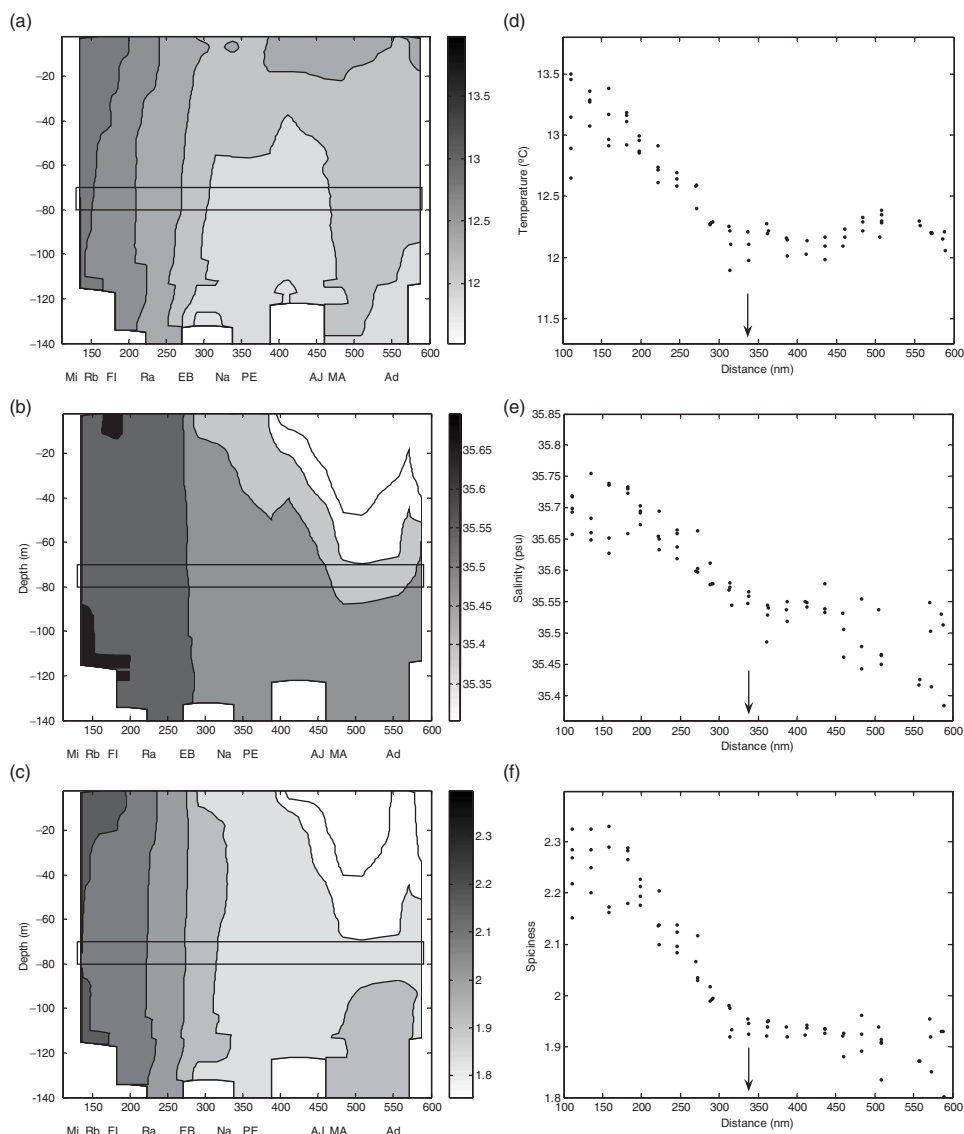 (a)
−20
−40
−60
−80
−100
−120
−140
150 200 250 300 350 400 450 500 550 600
Mi Rb Fl Ra EB Na PE AJ MA Ad
13.5
13
12.5
12
(b)
Depth (m)
−20
−40
−60
−80
−100
−120
−140
150 200 250 300 350 400 450 500 550 600
Mi Rb Fl Ra EB Na PE AJ MA Ad
35.65
35.6
35.55
35.5
35.45
35.4
35.35
(c)
Depth (m)
−20
−40
−60
−80
−100
−120
-140
150 200 250 300 350 400 450 500 550 600
Mi Rb Fl Ra EB Na PE AJ MA Ad
2.3
2.2
2.1
2
1.9
1.8
(d)
Temperature (ºC)
13.5
13
12.5
12
11.5
100 150 200 250 300 350 400 450 500 550 600
Distance (nm)
(e)
Salinity (psu)
35.85
35.8
35.75
35.7
35.65
35.6
35.55
35.5
35.45
35.4
100 150 200 250 300 350 400 450 500 550 600
Distance (nm)
(f)
Spiciness
2.3
2.2
2.1
2
1.9
1.8
100 150 200 250 300 350 400 450 500 550 600
Distance (nm)